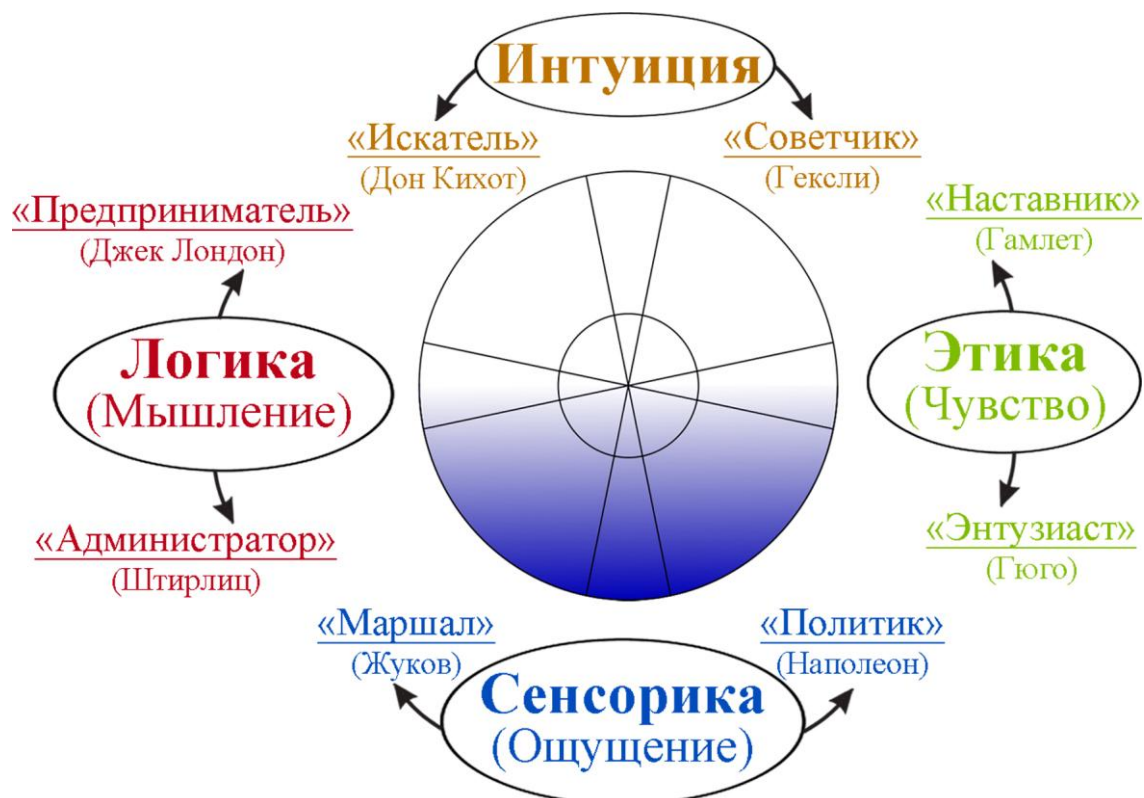 Интуиция
«Искатель»
(Дон Кихот)
«Советчик»
(Гексли)
«Предприниматель»
(Джек Лондон)
«Наставник»
(Гамлет)
Логика
(Мышление)
Этика
(Чувство)
«Администратор»
(Штирлиц)
«Энтузиаст»
(Гюго)
«Маршал»
(Жуков)
«Политик»
(Наполеон)
Сенсорика
(Ощущение)